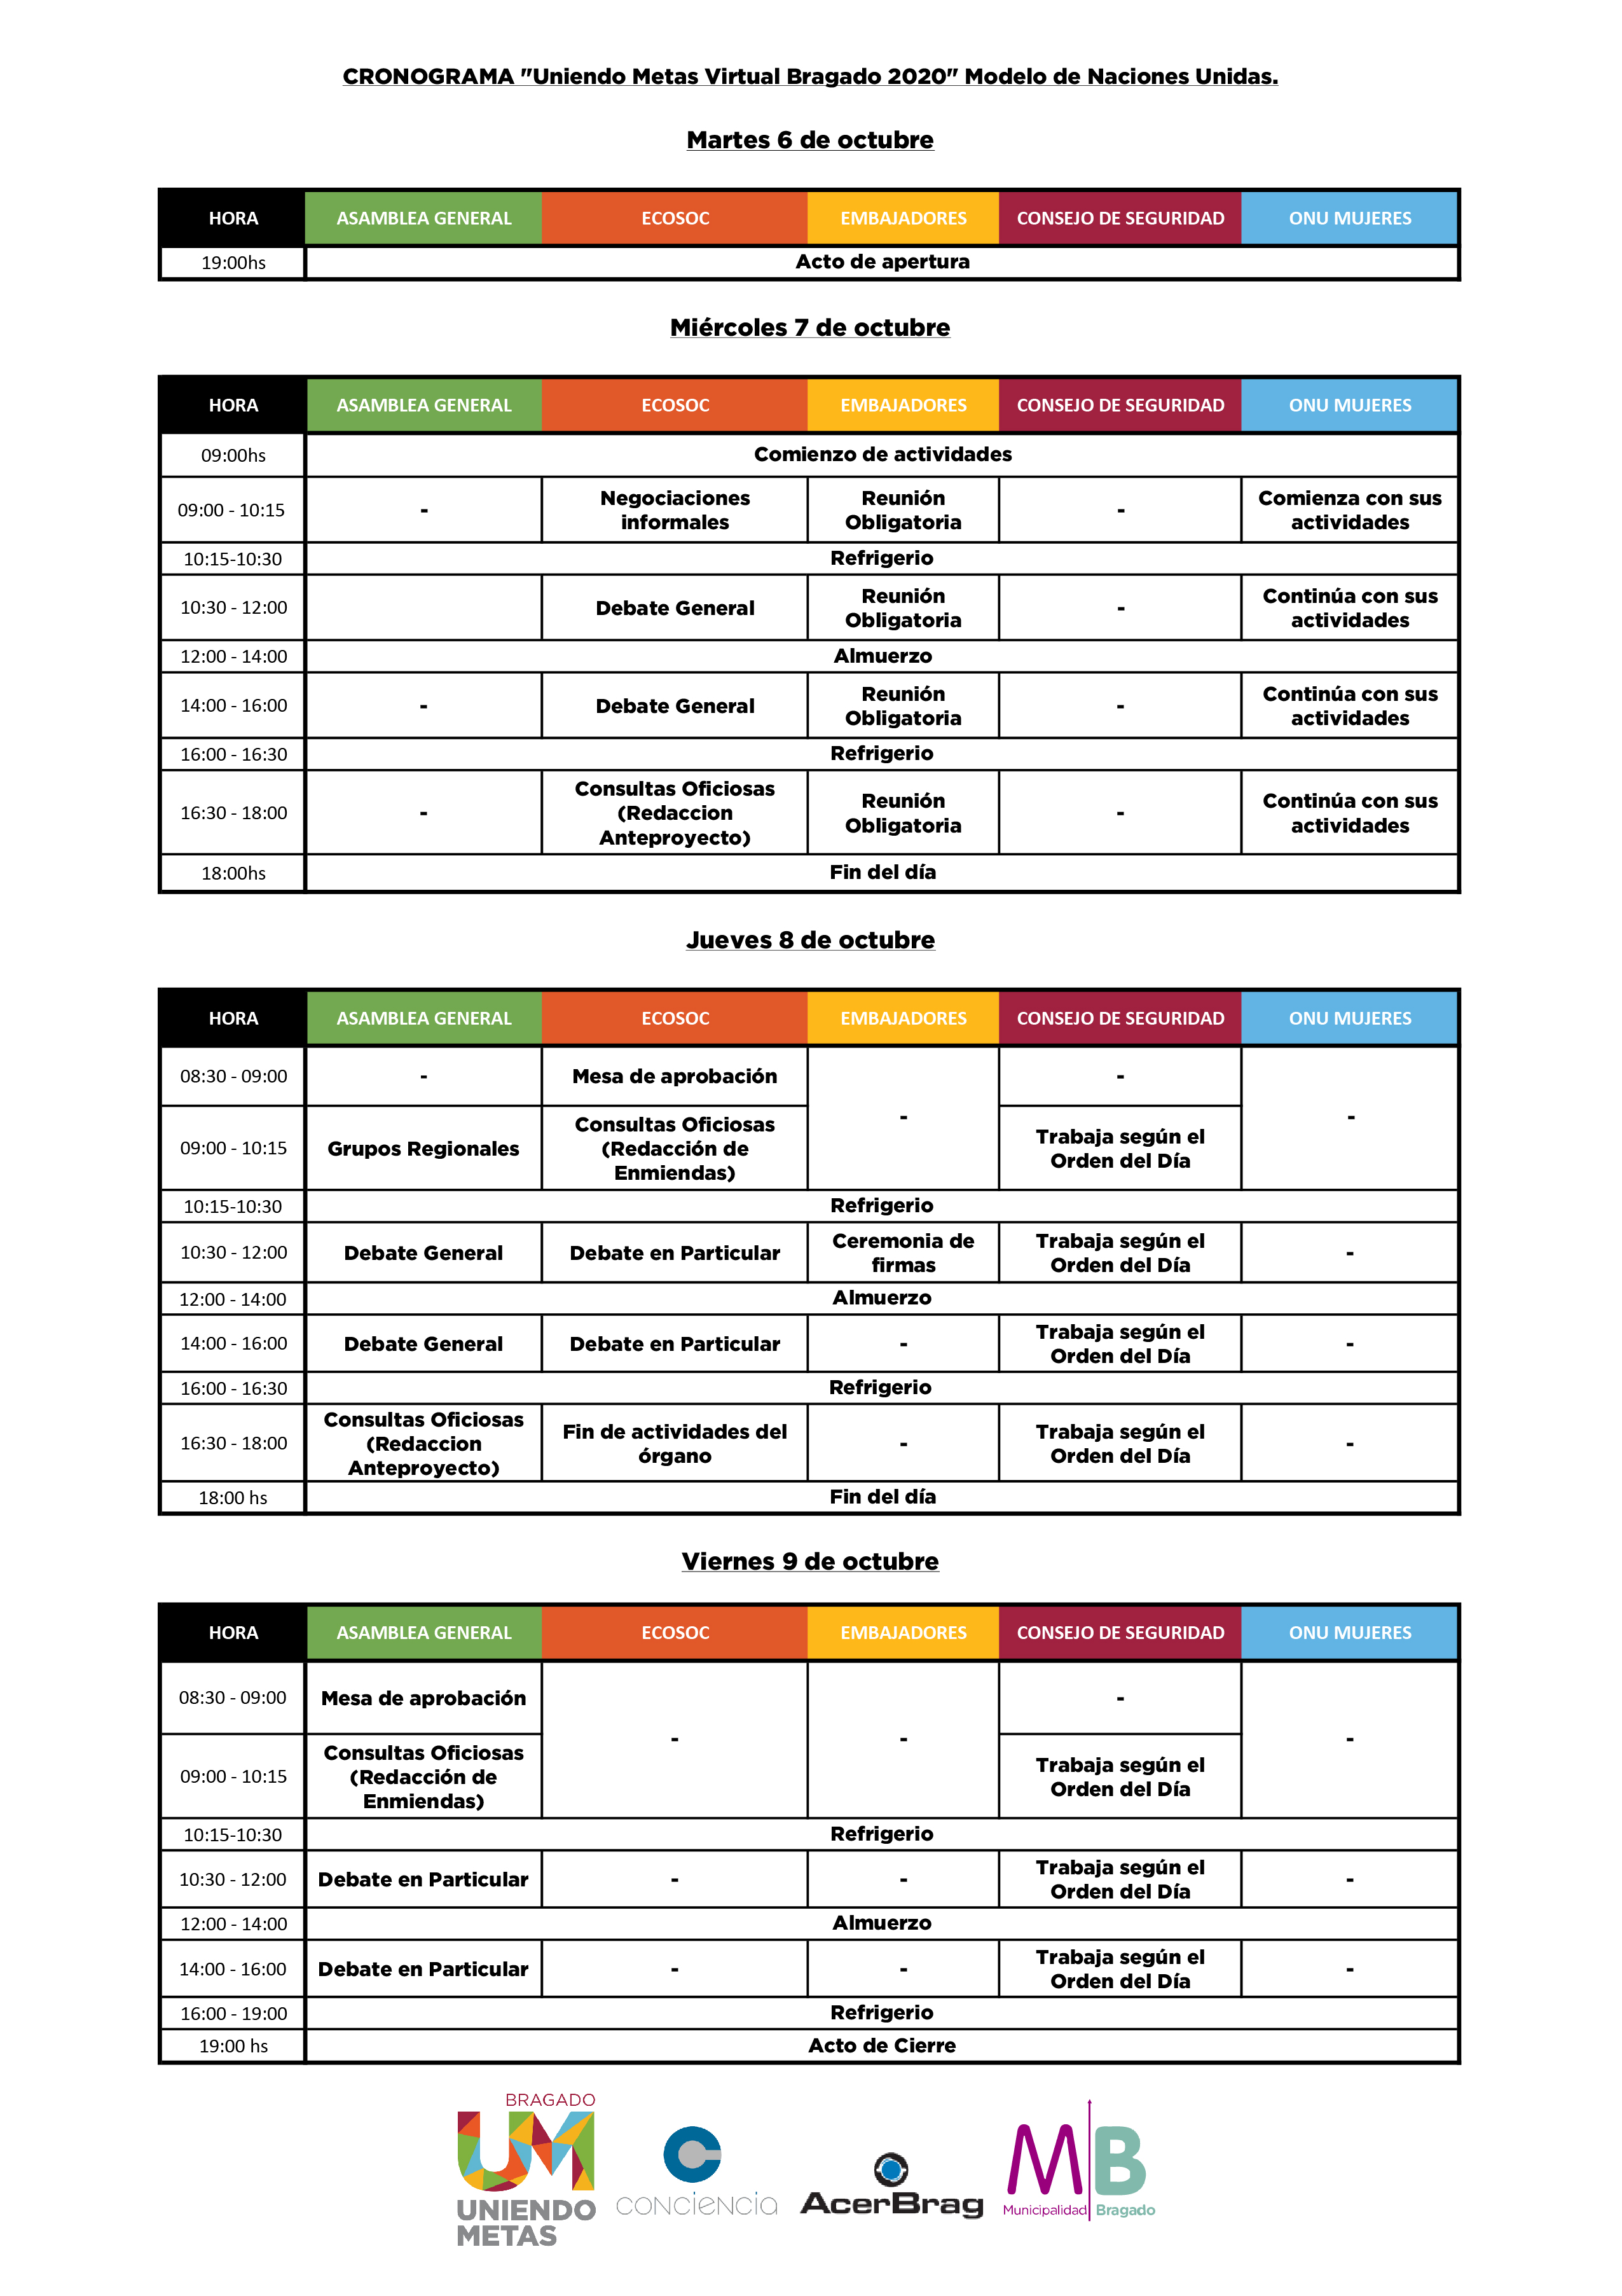 CRONOGRAMA "Uniendo Metas Virtual Bragado 2020" Modelo de Naciones Unidas.
Martes 6 de octubre
HORA ASAMBLEA GENERAL ECOSOC EMBAJADORES CONSEJO DE SEGURIDAD ONU MUJERES
19:00hs Acto de apertura
Miércoles 7 de octubre
HORA ASAMBLEA GENERAL ECOSOC EMBAJADORES CONSEJO DE SEGURIDAD ONU MUJERES
09:00hs Comienzo de actividades
09:00 - 10:15 - Negociaciones informales Reunión Obligatoria - Comienza con sus actividades
10:15-10:30 Refrigerio
10:30 - 12:00 Debate General Reunión Obligatoria - Continúa con sus actividades
12:00 - 14:00 Almuerzo
14:00 - 16:00 - Debate General Reunión Obligatoria - Continúa con sus actividades
16:00 - 16:30 Refrigerio
16:30 - 18:00 - Consultas Oficiosas (Redaccion Anteproyecto) Reunión Obligatoria - Continúa con sus actividades
18:00hs Fin del día
Jueves 8 de octubre
HORA ASAMBLEA GENERAL ECOSOC EMBAJADORES CONSEJO DE SEGURIDAD ONU MUJERES
08:30 - 09:00 - Mesa de aprobación - - -
09:00 - 10:15 Grupos Regionales Consultas Oficiosas (Redacción de Enmiendas) Trabaja según el Orden del Día
10:15-10:30 Refrigerio
10:30 - 12:00 Debate General Debate en Particular Ceremonia de firmas Trabaja según el Orden del Día -
12:00 - 14:00 Almuerzo
14:00 - 16:00 Debate General Debate en Particular - Trabaja según el Orden del Día -
16:00 - 16:30 Refrigerio
16:30 - 18:00 Consultas Oficiosas (Redaccion Anteproyecto) Fin de actividades del órgano - Trabaja según el Orden del Día -
18:00 hs Fin del día
Viernes 9 de octubre
HORA ASAMBLEA GENERAL ECOSOC EMBAJADORES CONSEJO DE SEGURIDAD ONU MUJERES
08:30 - 09:00 Mesa de aprobación - - - -
09:00 - 10:15 Consultas Oficiosas (Redacción de Enmiendas) Trabaja según el Orden del Día
10:15-10:30 Refrigerio
10:30 - 12:00 Debate en Particular - - Trabaja según el Orden del Día -
12:00 - 14:00 Almuerzo
14:00 - 16:00 Debate en Particular - - Trabaja según el Orden del Día -
16:00 - 19:00 Refrigerio
19:00 hs Acto de Cierre
BRAGADO
UM
UNIENDO
METAS
CONCIENCIA
AcerBrag
MB
Municipalidad Bragado